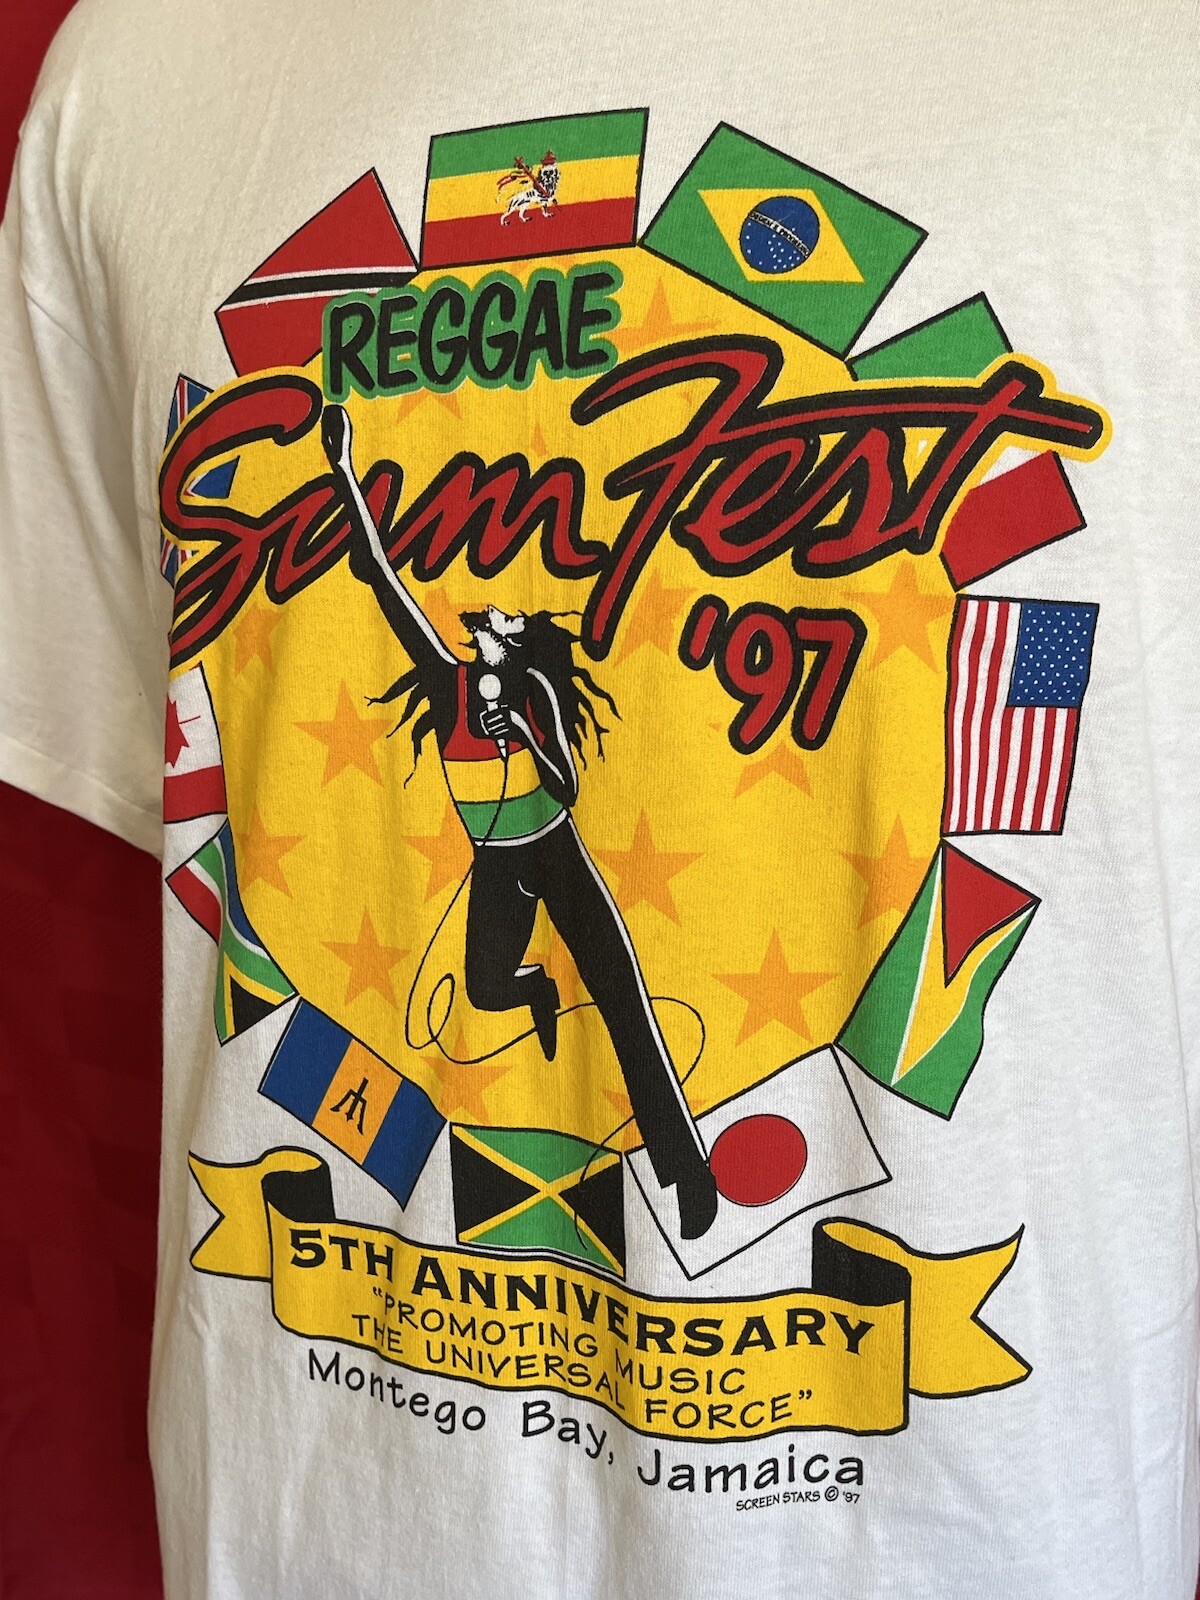 REGGAE
SumFest
'97
5TH ANNIVERSARY
"PROMOTING MUSIC
THE UNIVERSAL FORCE"
Montego Bay, Jamaica
SCREEN STARS © '97